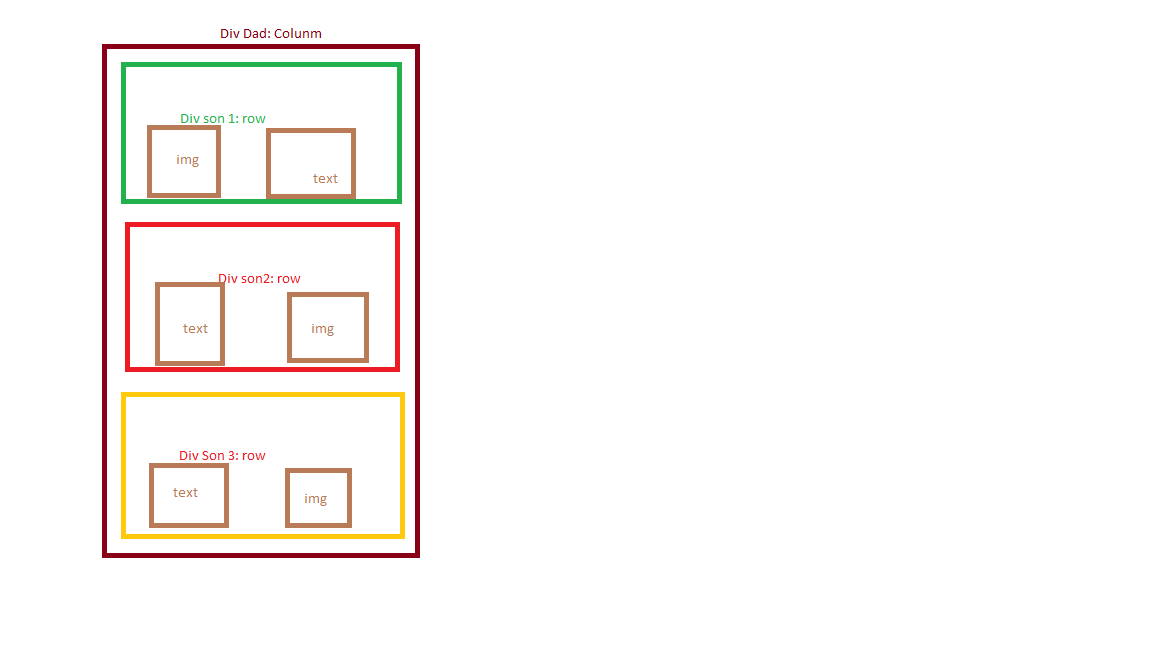 Div Dad: Colunm
Div son 1: row
img
text
Div son2: row
text
img
Div Son 3: row
text
img